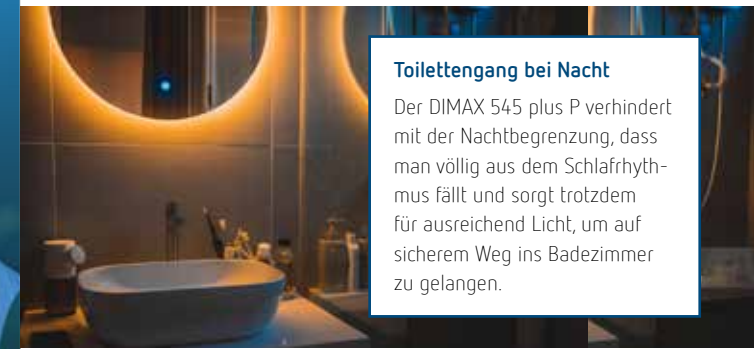 Toilettengang bei Nacht
Der DIMAX 545 plus P verhindert
mit der Nachtbegrenzung, dass
man völlig aus dem Schlafrhyth-
mus fällt und sorgt trotzdem
für ausreichend Licht, um auf
sicherem Weg ins Badezimmer
zu gelangen.